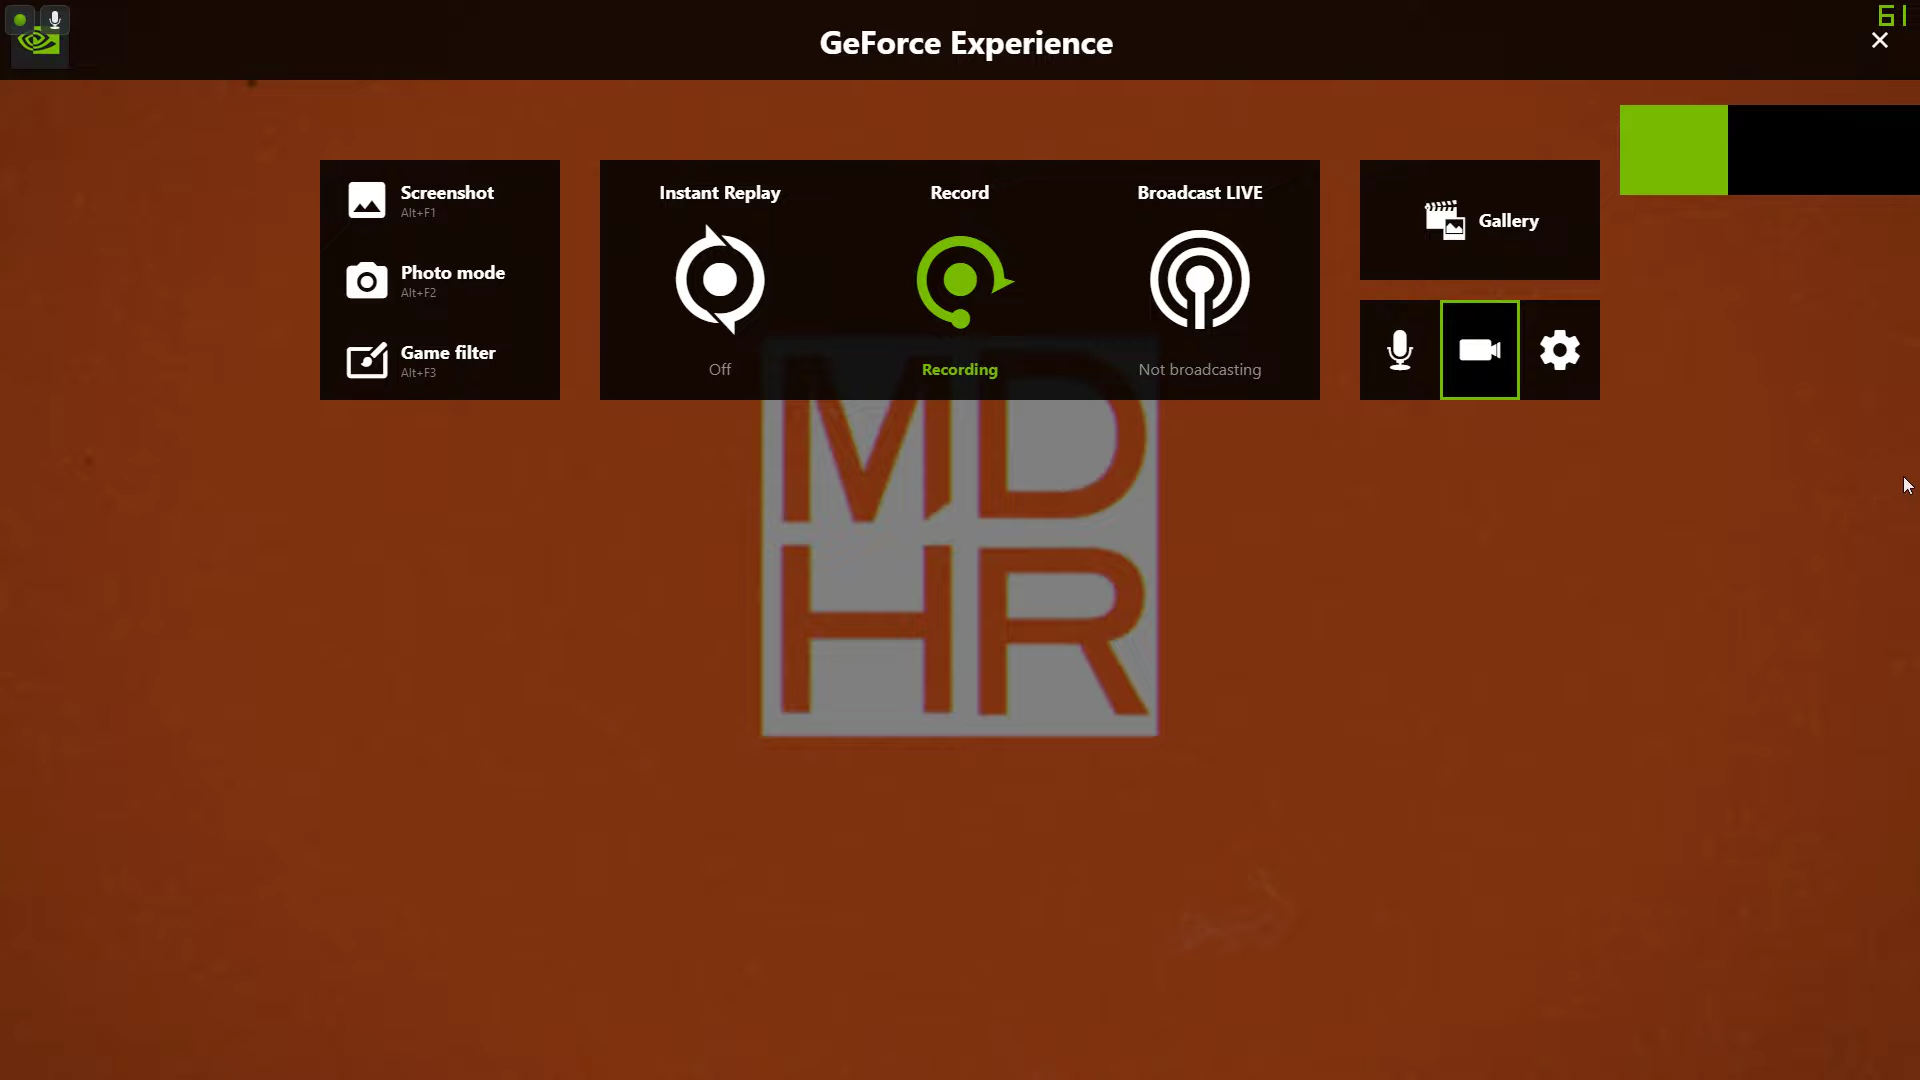 61
GeForce Experience
Screenshot
Alt+F1
Photo mode
Alt+F2
Game filter
Alt+F3
Instant Replay
Off
Record
Recording
Broadcast LIVE
Not broadcasting
Gallery
MD
HR